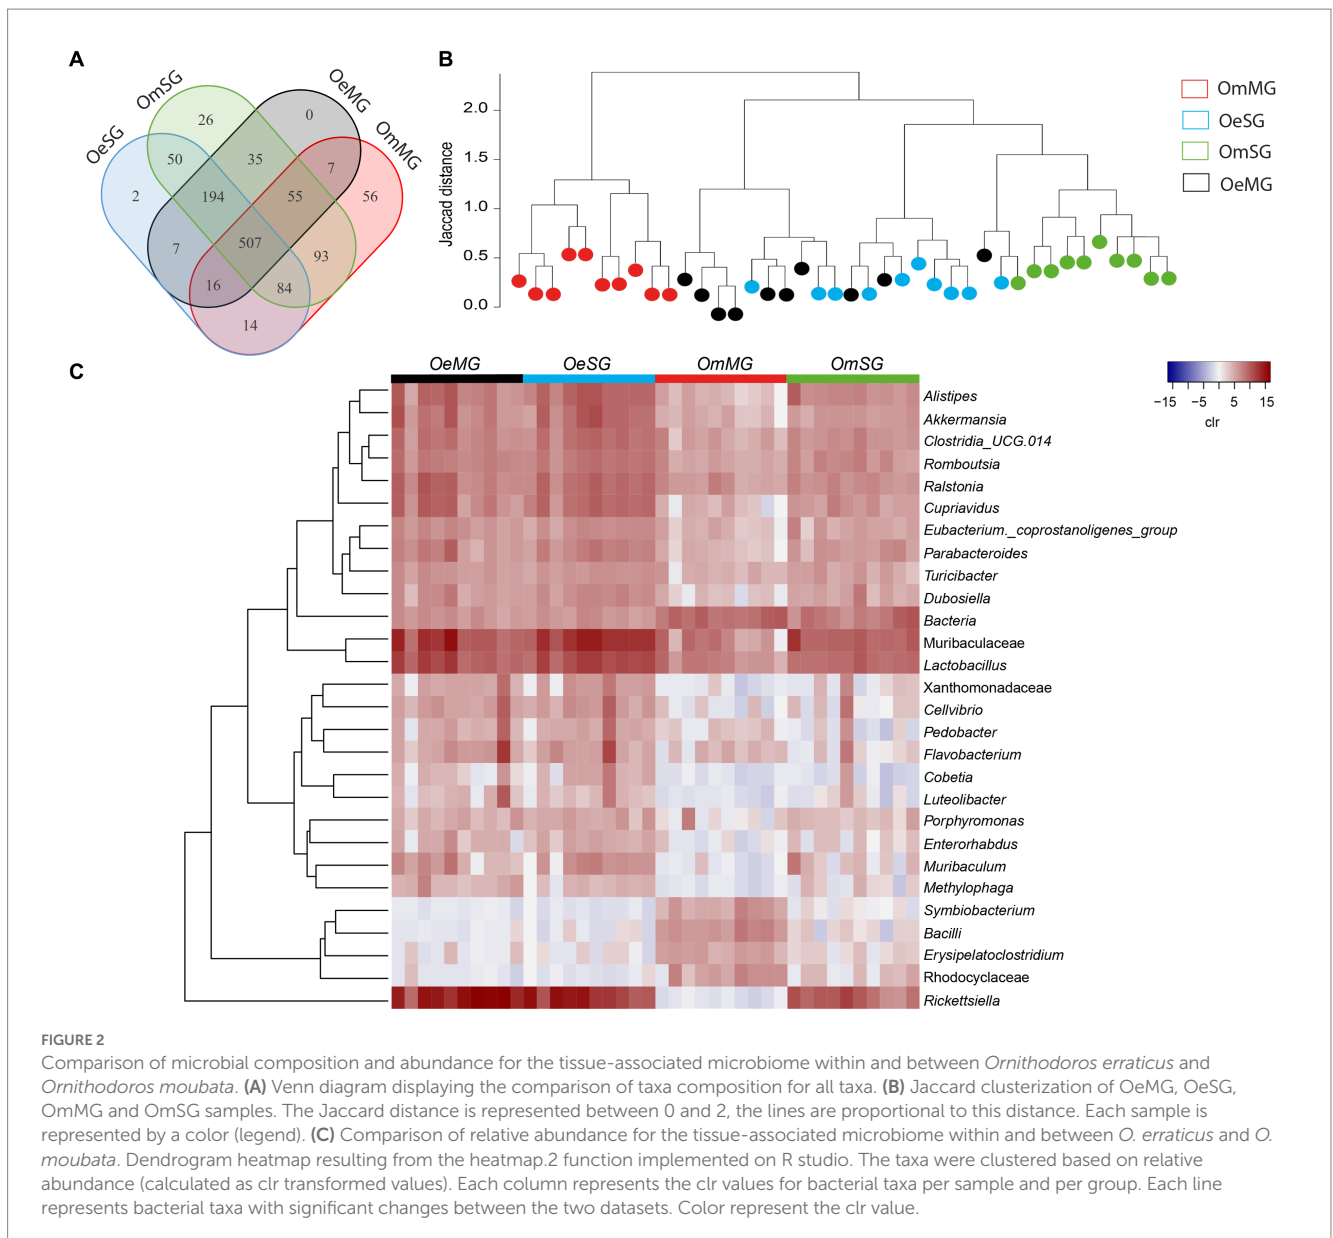 A
OeSG
OmSG
OeMG
OmMG
26
0
50
35
7
2
194
55
56
7
507
93
16
84
14
B
Jaccad distance
2.0
1.5
1.0
0.5
0.0
OmMG
OeSG
OmSG
OeMG
C
OeMG OeSG OmMG OmSG
Alistipes
Akkermansia
Clostridia_UCG.014
Romboutsia
Ralstonia
Cupriavidus
Eubacterium._coprostanoligenes_group
Parabacteroides
Turicibacter
Dubosiella
Bacteria
Muribaculaceae
Lactobacillus
Xanthomonadaceae
Cellvibrio
Pedobacter
Flavobacterium
Cobetia
Luteolibacter
Porphyromonas
Enterorhabdus
Muribaculum
Methylophaga
Symbiobacterium
Bacilli
Erysipelatoclostridium
Rhodocyclaceae
Rickettsiella
−15 −5 5 15
clr
FIGURE 2
Comparison of microbial composition and abundance for the tissue-associated microbiome within and between Ornithodoros erraticus and
Ornithodoros moubata. (A) Venn diagram displaying the comparison of taxa composition for all taxa. (B) Jaccard clusterization of OeMG, OeSG,
OmMG and OmSG samples. The Jaccard distance is represented between 0 and 2, the lines are proportional to this distance. Each sample is
represented by a color (legend). (C) Comparison of relative abundance for the tissue-associated microbiome within and between O. erraticus and O.
moubata. Dendrogram heatmap resulting from the heatmap.2 function implemented on R studio. The taxa were clustered based on relative
abundance (calculated as clr transformed values). Each column represents the clr values for bacterial taxa per sample and per group. Each line
represents bacterial taxa with significant changes between the two datasets. Color represent the clr value.